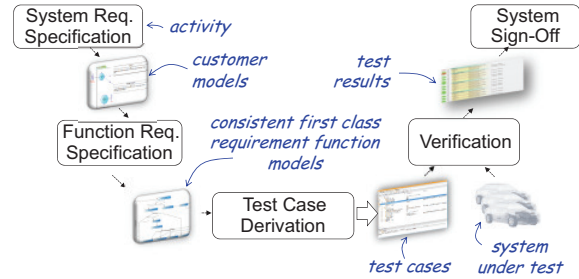 System Req.
Specification
activity
customer
models
Function Req.
Specification
consistent first class
requirement function
models
Test Case
Derivation
test cases
system
under test
Verification
test
results
System
Sign-Off